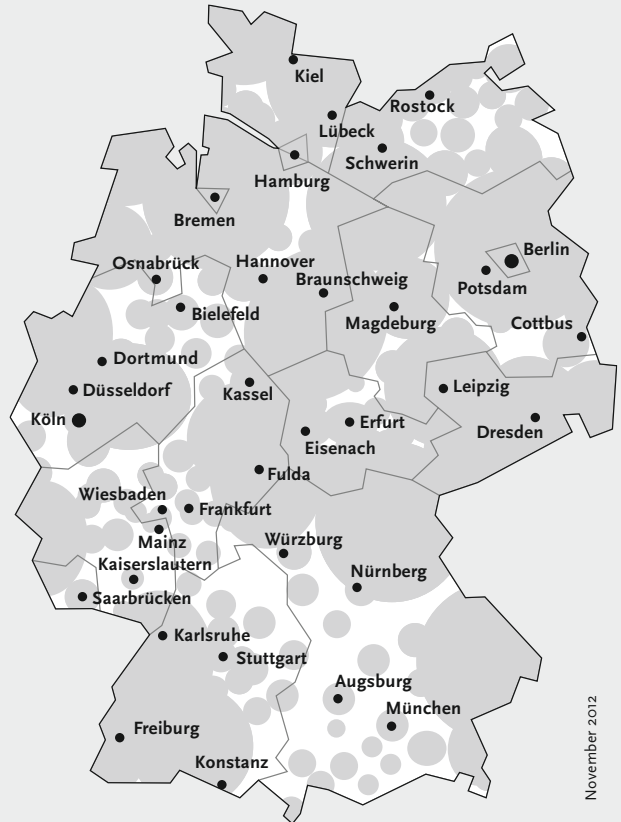 Kiel
Rostock
Lübeck
Schwerin
Hamburg
Bremen
Berlin
Osnabrück
Hannover
Potsdam
Braunschweig
Bielefeld
Magdeburg
Cottbus
Dortmund
Düsseldorf
Kassel
Leipzig
Köln
Erfurt
Dresden
Eisenach
Fulda
Wiesbaden
Frankfurt
Mainz
Würzburg
Kaiserslautern
Nürnberg
Saarbrücken
Karlsruhe
Stuttgart
Augsburg
München
Freiburg
Konstanz
November 2012